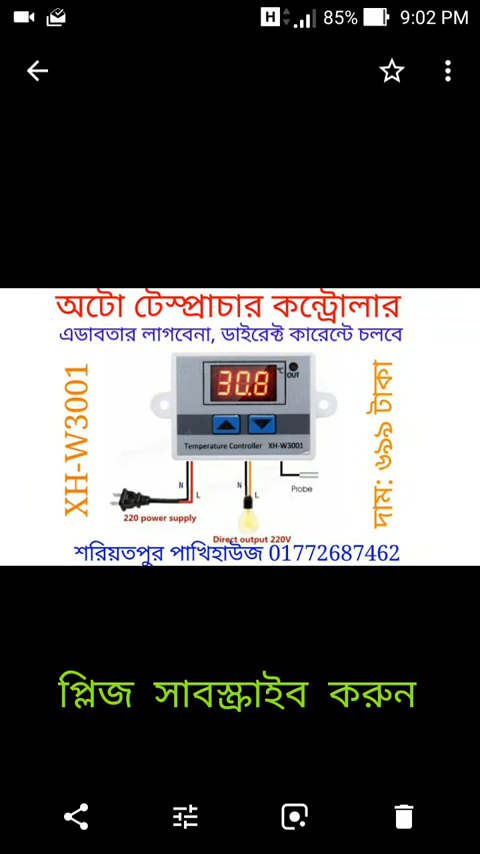 H
85%
9:02 PM
অটো টেস্প্রাচার কন্ট্রোলার
এডাবতার লাগবেনা, ডাইরেক্ট কারেন্টে চলবে
XH-W3001
30.8
°C
OUT
Temperature Controller XH-W3001
N
L
N
L
Probe
220 power supply
Direct output 220V
দাম: ৬৯৯ টাকা
শরিয়তপুর পাখিহাউজ 01772687462
প্লিজ সাবস্ক্রাইব করুন